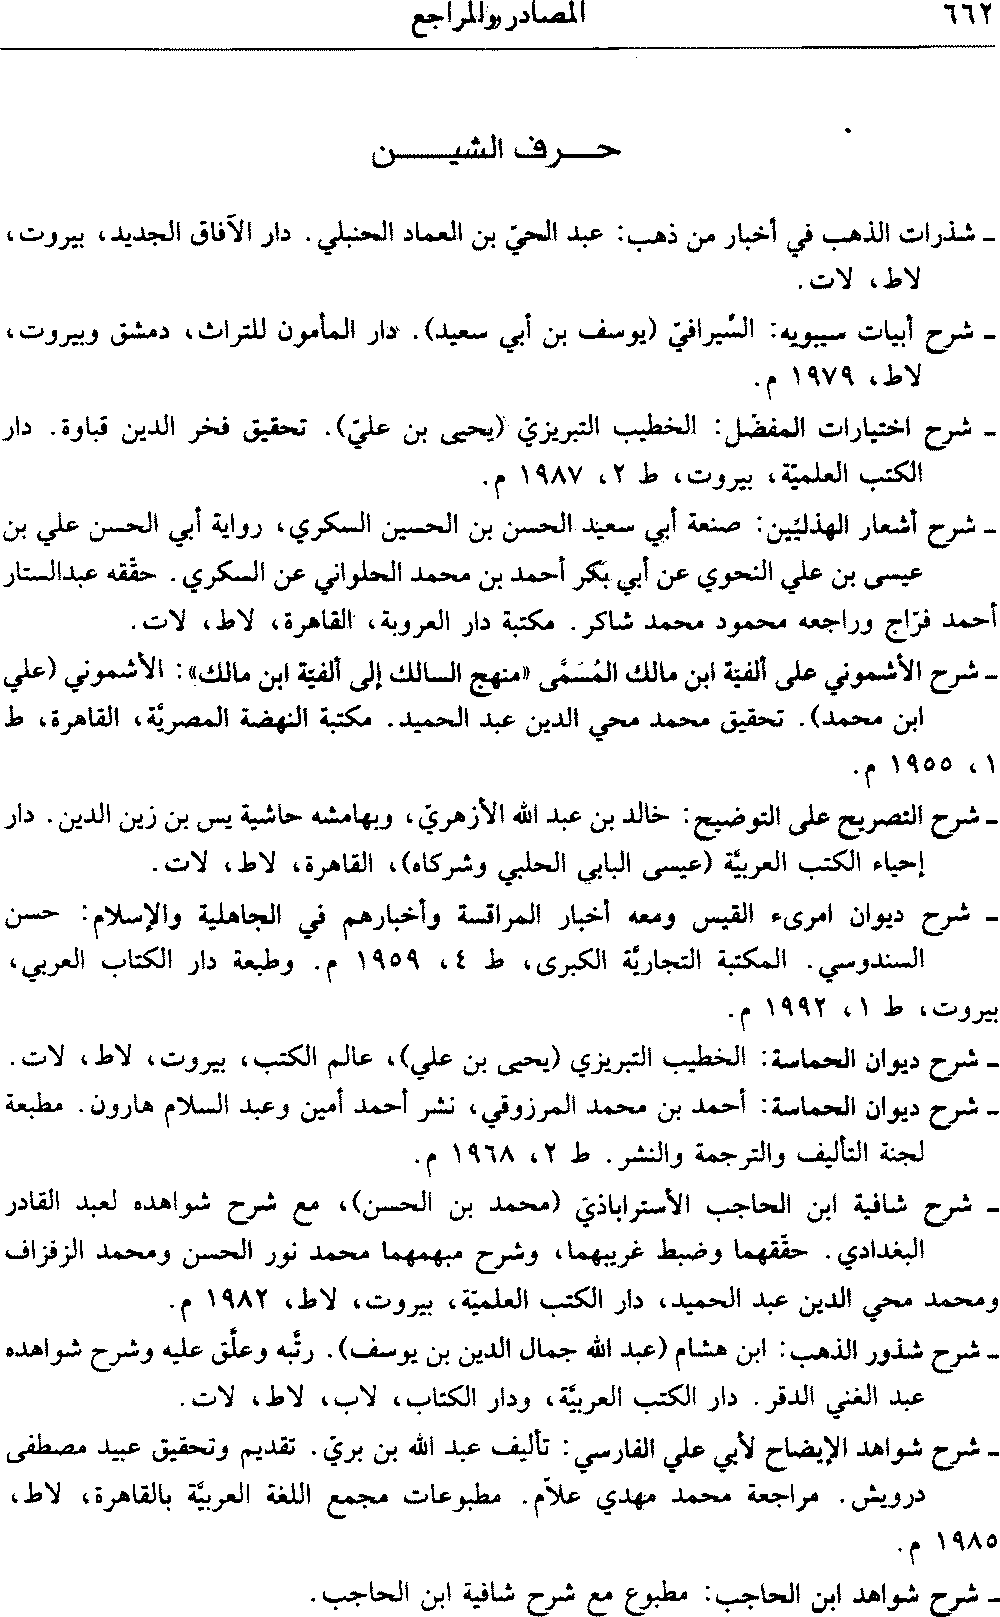 ٦٦٢
المصادر والمراجع
حرف الشين
ـ شذرات الذهب في أخبار من ذهب: عبد الحيّ بن العماد الحنبلي. دار الآفاق الجديد، بيروت،
لاط، لات.
ـ شرح أبيات سيبويه: السِّيرافيّ (يوسف بن أبي سعيد). دار المأمون للتراث، دمشق وبيروت،
لاط، ١٩٧٩ م.
ـ شرح اختيارات المفضّل: الخطيب التبريزيّ (يحيى بن عليّ). تحقيق فخر الدين قباوة. دار
الكتب العلميّة، بيروت، ط ٢، ١٩٨٧ م.
ـ شرح أشعار الهذليّين: صنعة أبي سعيد الحسن بن الحسين السكري، رواية أبي الحسن علي بن
عيسى بن علي النحوي عن أبي بَكر أحمد بن محمد الحلواني عن السكري. حقّقه عبدالستار
أحمد فرّاج وراجعه محمود محمد شاكر. مكتبة دار العروبة، القاهرة، لاط، لات.
ـ شرح الأشموني على ألفيّة ابن مالك المُسَمَّى «منهج السالك إلى ألفيّة ابن مالك»: الأشموني (علي
ابن محمد). تحقيق محمد محي الدين عبد الحميد. مكتبة النهضة المصريَّة، القاهرة، ط
١، ١٩٥٥ م.
ـ شرح التصريح على التوضيح: خالد بن عبد الله الأزهريّ، وبهامشه حاشية يس بن زين الدين. دار
إحياء الكتب العربيَّة (عيسى البابي الحلبي وشركاه)، القاهرة، لاط، لات.
ـ شرح ديوان امرىء القيس ومعه أخبار المراقسة وأخبارهم في الجاهلية والإسلام: حسن
السندوسي. المكتبة التجاريَّة الكبرى، ط ٤، ١٩٥٩ م. وطبعة دار الكتاب العربي،
بيروت، ط ١، ١٩٩٢ م.
ـ شرح ديوان الحماسة: الخطيب التبريزي (يحيى بن علي)، عالم الكتب، بيروت، لاط، لات.
ـ شرح ديوان الحماسة: أحمد بن محمد المرزوقي، نشر أحمد أمين وعبد السلام هارون. مطبعة
لجنة التأليف والترجمة والنشر. ط ٢، ١٩٦٨ م.
ـ شرح شافية ابن الحاجب الأستراباذيّ (محمد بن الحسن)، مع شرح شواهده لعبد القادر
البغدادي. حقّقهما وضبط غريبهما، وشرح مبهمهما محمد نور الحسن ومحمد الزفزاف
ومحمد محي الدين عبد الحميد، دار الكتب العلميّة، بيروت، لاط، ١٩٨٢ م.
ـ شرح شذور الذهب: ابن هشام (عبد الله جمال الدين بن يوسف). رتَّبه وعلَّق عليه وشرح شواهده
عبد الغني الدقر. دار الكتب العربيَّة، ودار الكتاب، لاب، لاط، لات.
ـ شرح شواهد الإيضاح لأبي علي الفارسي: تأليف عبد الله بن بريّ. تقديم وتحقيق عبيد مصطفى
درويش. مراجعة محمد مهدي علاّم. مطبوعات مجمع اللغة العربيَّة بالقاهرة، لاط،
١٩٨٥ م.
ـ شرح شواهد ابن الحاجب: مطبوع مع شرح شافية ابن الحاجب.